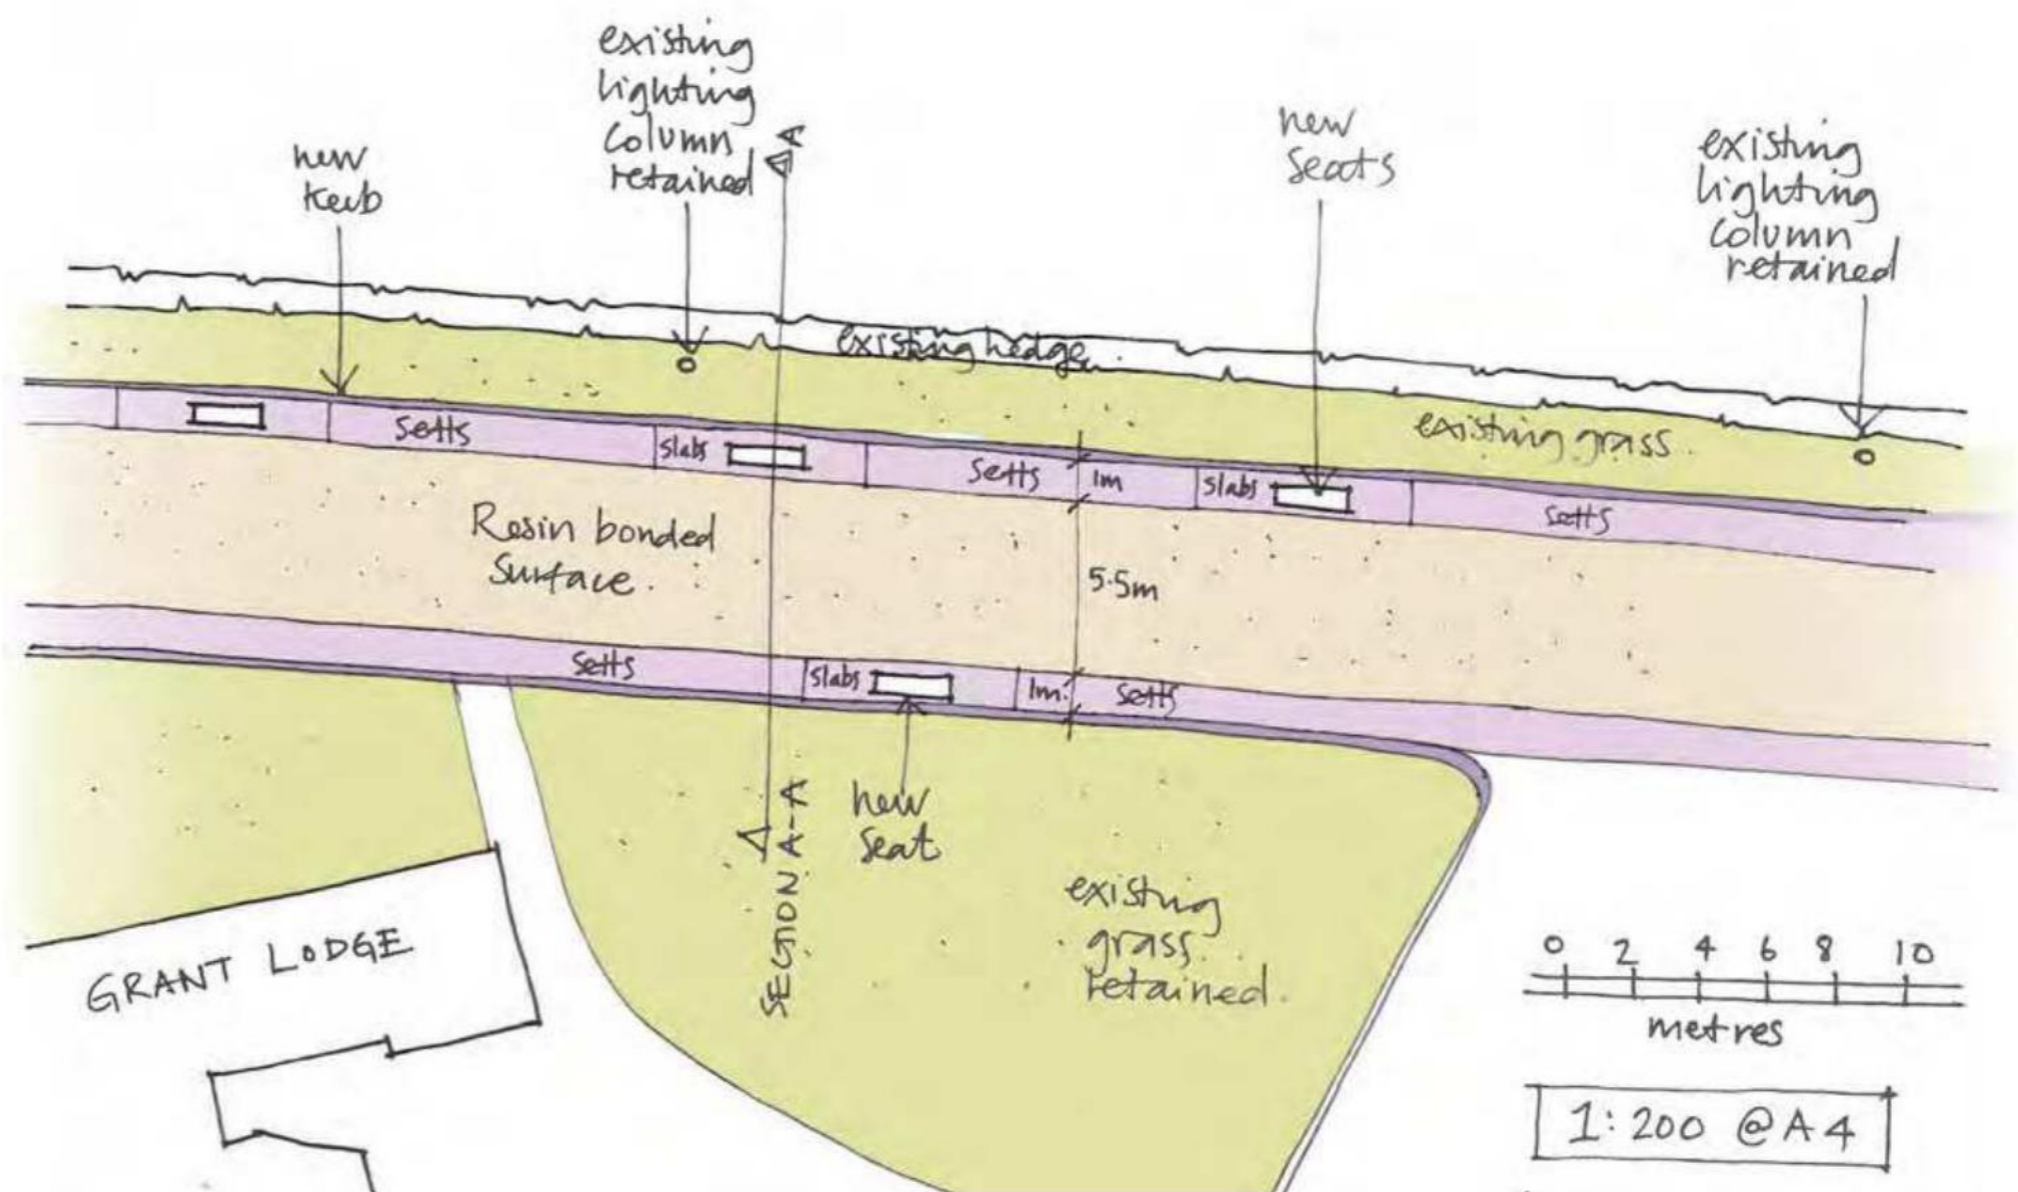 existing
lighting
column
retained
A
new
kerb
new
seats
existing
lighting
column
retained
existing hedge
existing grass
setts
slabs
setts
1m
slabs
setts
Resin bonded
surface.
5.5m
setts
slabs
1m
setts
new
seat
SECTION A-A
existing
grass
retained.
GRANT LODGE
0 2 4 6 8 10
metres
1:200 @A4